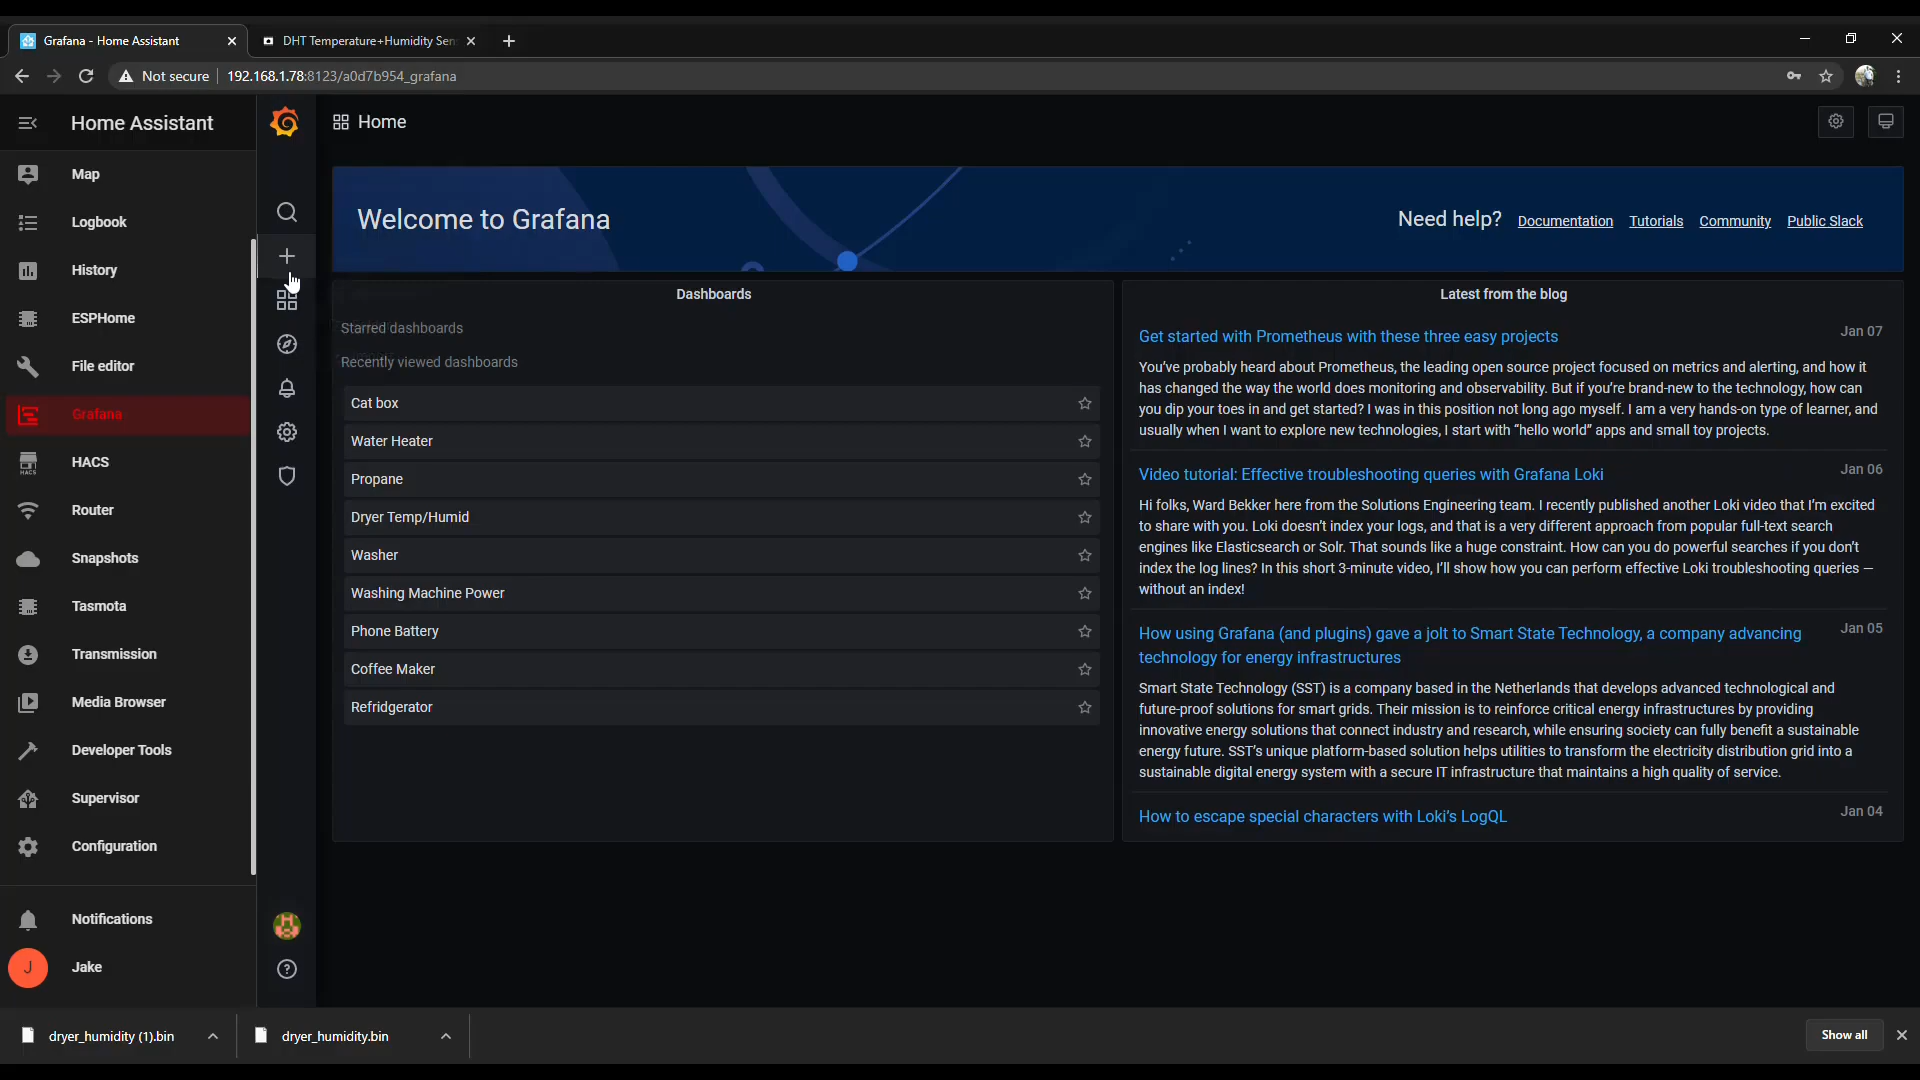 Grafana - Home Assistant
DHT Temperature+Humidity Sen
Not secure
192.168.1.78:8123/a0d7b954_grafana
Home Assistant
Map
Logbook
History
ESPHome
File editor
Grafana
HACS
HACS
Router
Snapshots
Tasmota
Transmission
Media Browser
Developer Tools
Supervisor
Configuration
Notifications
J
Jake
Home
Welcome to Grafana
Need help? Documentation Tutorials Community Public Slack
Dashboards
Starred dashboards
Recently viewed dashboards
Cat box
Water Heater
Propane
Dryer Temp/Humid
Washer
Washing Machine Power
Phone Battery
Coffee Maker
Refridgerator
Latest from the blog
Get started with Prometheus with these three easy projects
Jan 07
You've probably heard about Prometheus, the leading open source project focused on metrics and alerting, and how it
has changed the way the world does monitoring and observability. But if you're brand-new to the technology, how can
you dip your toes in and get started? I was in this position not long ago myself. I am a very hands-on type of learner, and
usually when I want to explore new technologies, I start with “hello world” apps and small toy projects.
Video tutorial: Effective troubleshooting queries with Grafana Loki
Jan 06
Hi folks, Ward Bekker here from the Solutions Engineering team. I recently published another Loki video that I'm excited
to share with you. Loki doesn't index your logs, and that is a very different approach from popular full-text search
engines like Elasticsearch or Solr. That sounds like a huge constraint. How can you do powerful searches if you don't
index the log lines? In this short 3-minute video, I'll show how you can perform effective Loki troubleshooting queries —
without an index!
How using Grafana (and plugins) gave a jolt to Smart State Technology, a company advancing
technology for energy infrastructures
Jan 05
Smart State Technology (SST) is a company based in the Netherlands that develops advanced technological and
future-proof solutions for smart grids. Their mission is to reinforce critical energy infrastructures by providing
innovative energy solutions that connect industry and research, while ensuring society can fully benefit a sustainable
energy future. SST's unique platform-based solution helps utilities to transform the electricity distribution grid into a
sustainable digital energy system with a secure IT infrastructure that maintains a high quality of service.
How to escape special characters with Loki's LogQL
Jan 04
dryer_humidity (1).bin
dryer_humidity.bin
Show all